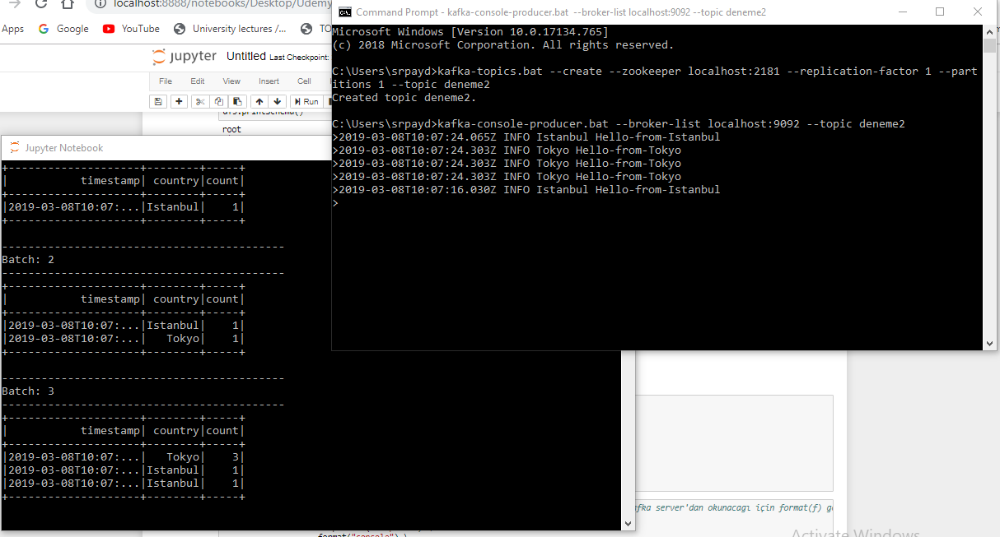 localhost:8888/notebooks/Desktop/Udemy
Apps Google YouTube University lectures /...
jupyter Untitled Last Checkpoint:
File Edit View Insert Cell
Run
root
Command Prompt - kafka-console-producer.bat --broker-list localhost:9092 --topic deneme2
Microsoft Windows [Version 10.0.17134.765]
(c) 2018 Microsoft Corporation. All rights reserved.
C:\Users\srpayd>kafka-topics.bat --create --zookeeper localhost:2181 --replication-factor 1 --part
itions 1 --topic deneme2
Created topic deneme2.
C:\Users\srpayd>kafka-console-producer.bat --broker-list localhost:9092 --topic deneme2
>2019-03-08T10:07:24.065Z INFO Istanbul Hello-from-Istanbul
>2019-03-08T10:07:24.303Z INFO Tokyo Hello-from-Tokyo
>2019-03-08T10:07:24.303Z INFO Tokyo Hello-from-Tokyo
>2019-03-08T10:07:24.303Z INFO Tokyo Hello-from-Tokyo
>2019-03-08T10:07:16.030Z INFO Istanbul Hello-from-Istanbul
>
Jupyter Notebook
+--------------------+--------+-----+
|           timestamp| country|count|
+--------------------+--------+-----+
|2019-03-08T10:07:...|Istanbul|    1|
+--------------------+--------+-----+
-------------------------------------------
Batch: 2
-------------------------------------------
+--------------------+--------+-----+
|           timestamp| country|count|
+--------------------+--------+-----+
|2019-03-08T10:07:...|Istanbul|    1|
|2019-03-08T10:07:...|   Tokyo|    1|
+--------------------+--------+-----+
-------------------------------------------
Batch: 3
-------------------------------------------
+--------------------+--------+-----+
|           timestamp| country|count|
+--------------------+--------+-----+
|2019-03-08T10:07:...|   Tokyo|    3|
|2019-03-08T10:07:...|Istanbul|    1|
|2019-03-08T10:07:...|Istanbul|    1|
+--------------------+--------+-----+
server'dan okunacagı için format(f)
format("console")
Activate Windows